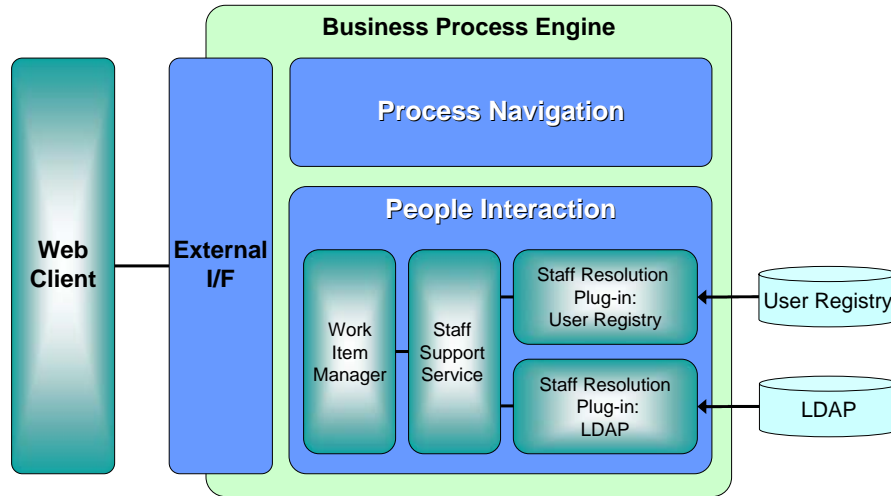 Business Process Engine
Web
Client
External
I/F
Process Navigation
People Interaction
Work
Item
Manager
Staff
Support
Service
Staff Resolution
Plug-in:
User Registry
Staff Resolution
Plug-in:
LDAP
User Registry
LDAP